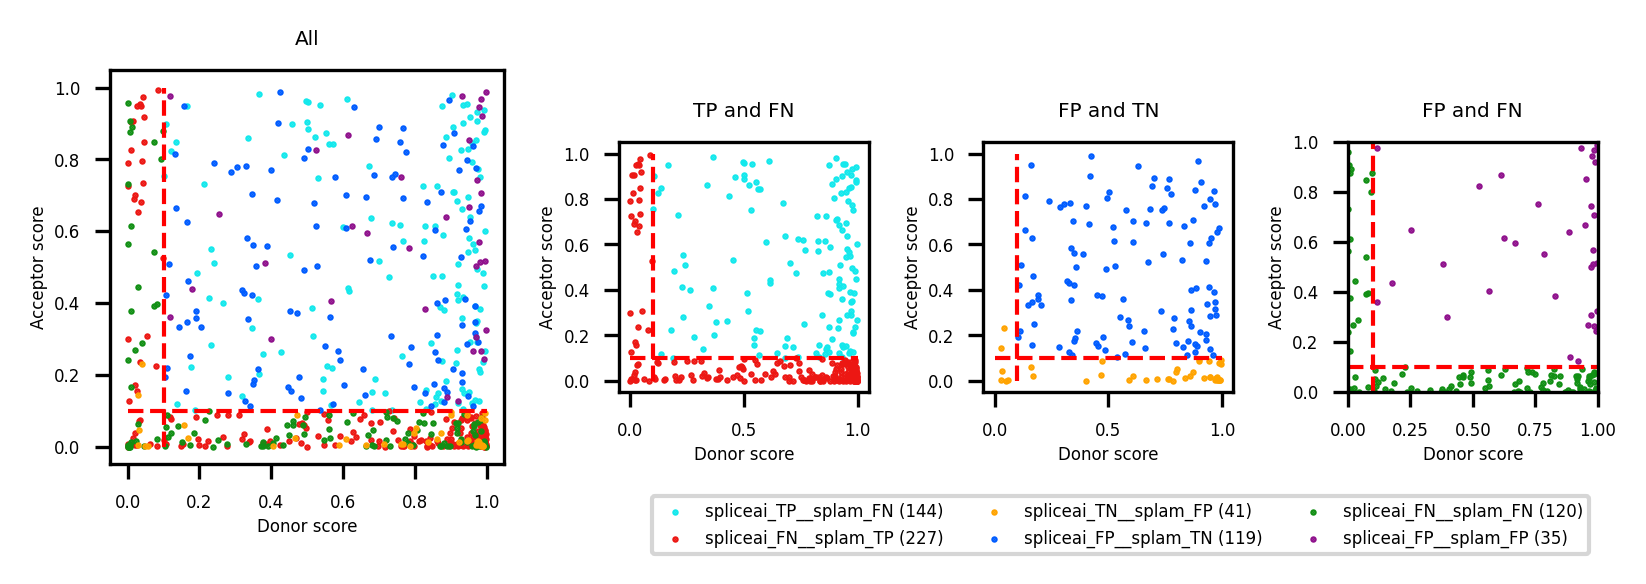 All
Acceptor score
1.0
0.8
0.6
0.4
0.2
0.0
0.0 0.2 0.4 0.6 0.8 1.0
Donor score
TP and FN
Acceptor score
1.0
0.8
0.6
0.4
0.2
0.0
0.0 0.5 1.0
Donor score
FP and TN
Acceptor score
1.0
0.8
0.6
0.4
0.2
0.0
0.0 0.5 1.0
Donor score
FP and FN
Acceptor score
1.0
0.8
0.6
0.4
0.2
0.0
0.00 0.25 0.50 0.75 1.00
Donor score
spliceai_TP__splam_FN (144) spliceai_TN__splam_FP (41) spliceai_FN__splam_FN (120)
spliceai_FN__splam_TP (227) spliceai_FP__splam_TN (119) spliceai_FP__splam_FP (35)